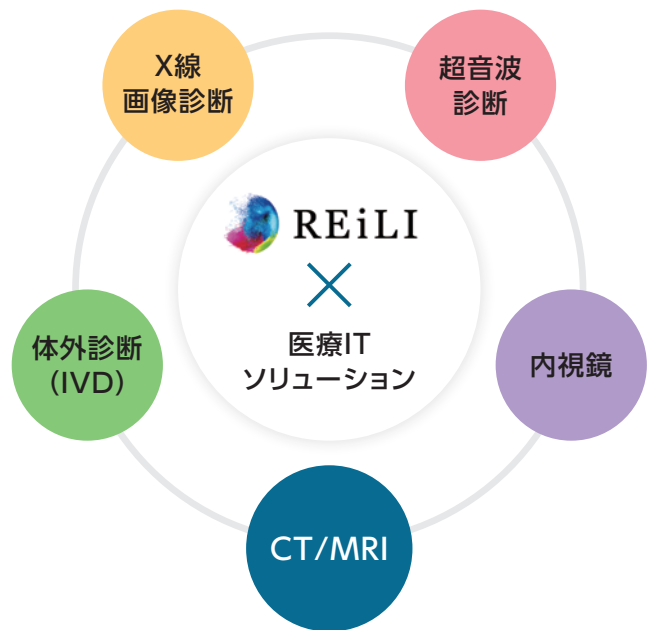 X線
画像診断
超音波
診断
REiLI
×
医療IT
ソリューション
体外診断
(IVD)
内視鏡
CT/MRI